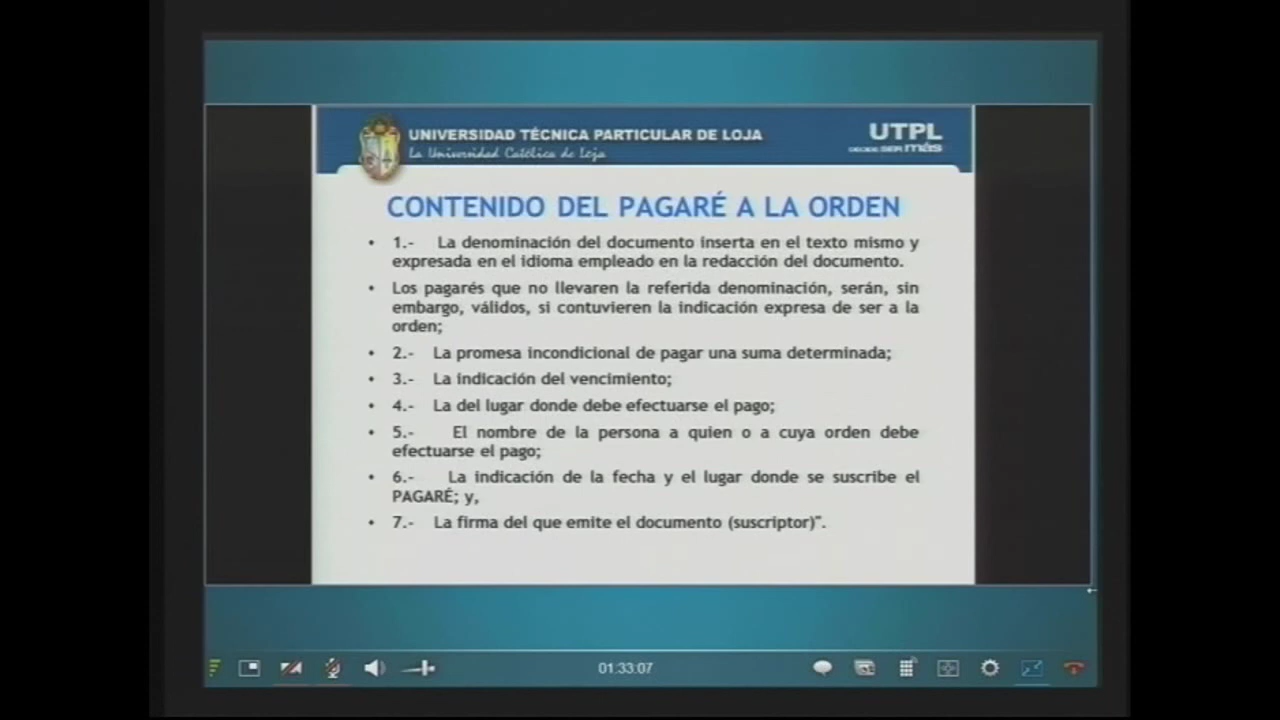 UNIVERSIDAD TÉCNICA PARTICULAR DE LOJA
La Universidad Católica de Loja
UTPL
DECIDE SER más
CONTENIDO DEL PAGARÉ A LA ORDEN
• 1.- La denominación del documento inserta en el texto mismo y
expresada en el idioma empleado en la redacción del documento.
• Los pagarés que no llevaren la referida denominación, serán, sin
embargo, válidos, si contuvieren la indicación expresa de ser a la
orden;
• 2.- La promesa incondicional de pagar una suma determinada;
• 3.- La indicación del vencimiento;
• 4.- La del lugar donde debe efectuarse el pago;
• 5.- El nombre de la persona a quien o a cuya orden debe
efectuarse el pago;
• 6.- La indicación de la fecha y el lugar donde se suscribe el
PAGARÉ; y,
• 7.- La firma del que emite el documento (suscriptor)".
01:33:07